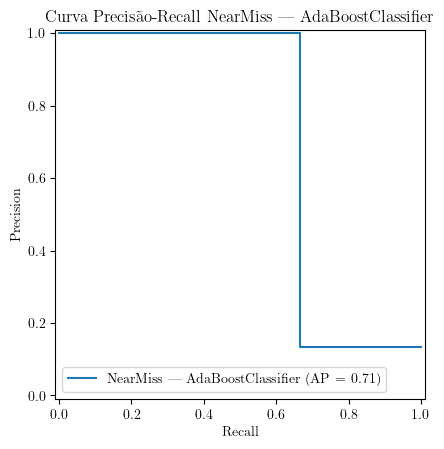 Curva Precisão-Recall NearMiss — AdaBoostClassifier
1.0
0.8
0.6
0.4
0.2
0.0
Precision
NearMiss — AdaBoostClassifier (AP = 0.71)
0.0 0.2 0.4 0.6 0.8 1.0
Recall